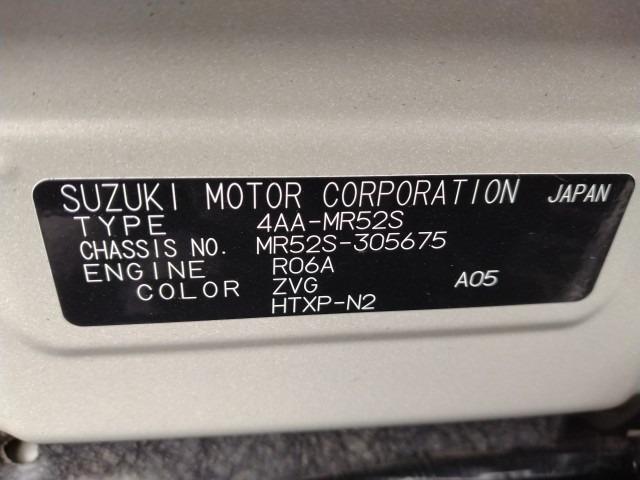 SUZUKI MOTOR CORPORATION JAPAN
TYPE 4AA-MR52S
CHASSIS NO. MR52S-305675
ENGINE R06A
COLOR ZVG A05
HTXP-N2